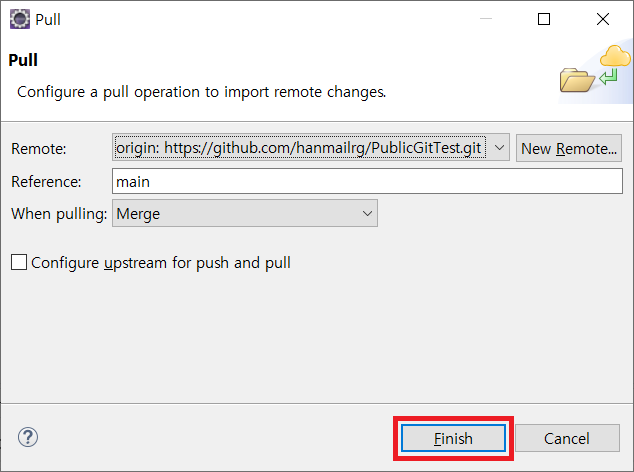 Pull
Pull
Configure a pull operation to import remote changes.
Remote: origin: https://github.com/hanmailrg/PublicGitTest.git New Remote...
Reference: main
When pulling: Merge
Configure upstream for push and pull
? Finish Cancel